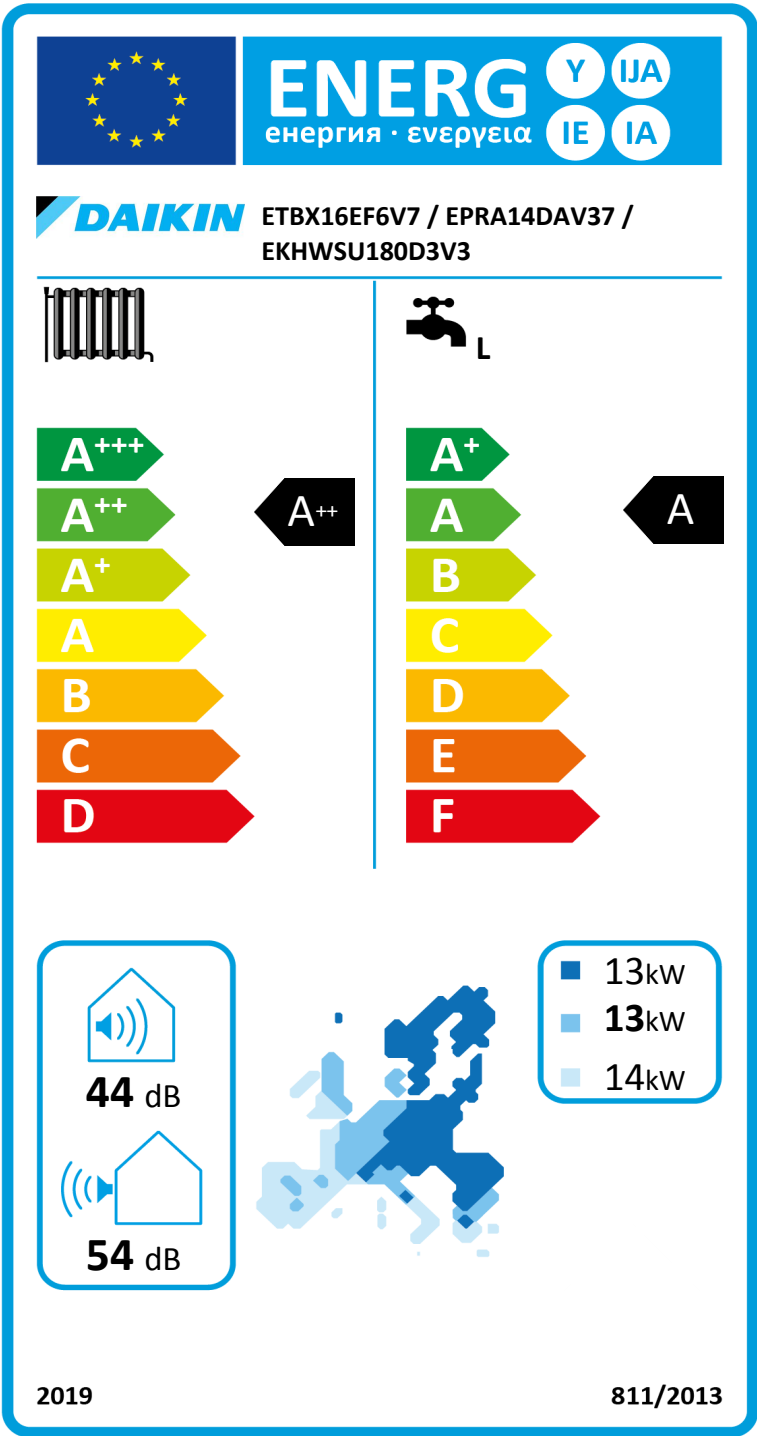 ENERG
енергия · ενεργεια
Y IJA
IE IA
DAIKIN
ETBX16EF6V7 / EPRA14DAV37 /
EKHWSU180D3V3
L
A+++
A++
A+
A
B
C
D
A++
A+
A
B
C
D
E
F
A
44 dB
54 dB
13kW
13kW
14kW
2019
811/2013